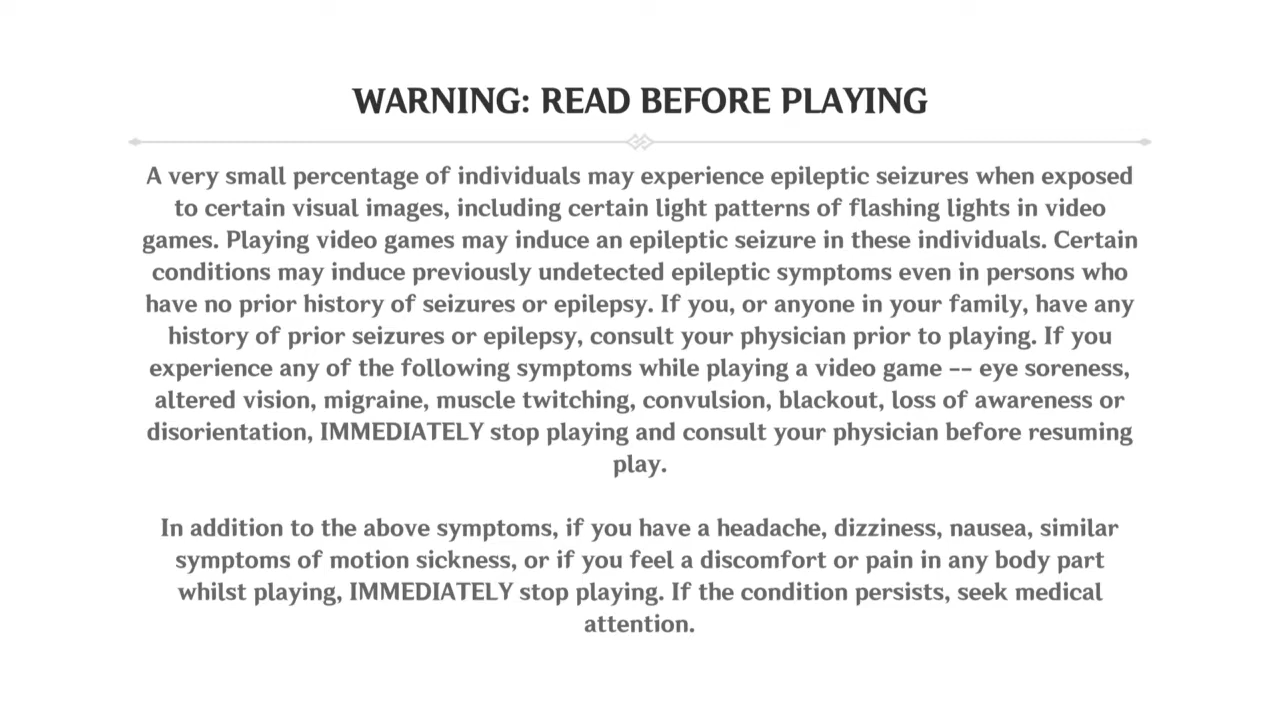 WARNING: READ BEFORE PLAYING
A very small percentage of individuals may experience epileptic seizures when exposed
to certain visual images, including certain light patterns of flashing lights in video
games. Playing video games may induce an epileptic seizure in these individuals. Certain
conditions may induce previously undetected epileptic symptoms even in persons who
have no prior history of seizures or epilepsy. If you, or anyone in your family, have any
history of prior seizures or epilepsy, consult your physician prior to playing. If you
experience any of the following symptoms while playing a video game -- eye soreness,
altered vision, migraine, muscle twitching, convulsion, blackout, loss of awareness or
disorientation, IMMEDIATELY stop playing and consult your physician before resuming
play.
In addition to the above symptoms, if you have a headache, dizziness, nausea, similar
symptoms of motion sickness, or if you feel a discomfort or pain in any body part
whilst playing, IMMEDIATELY stop playing. If the condition persists, seek medical
attention.